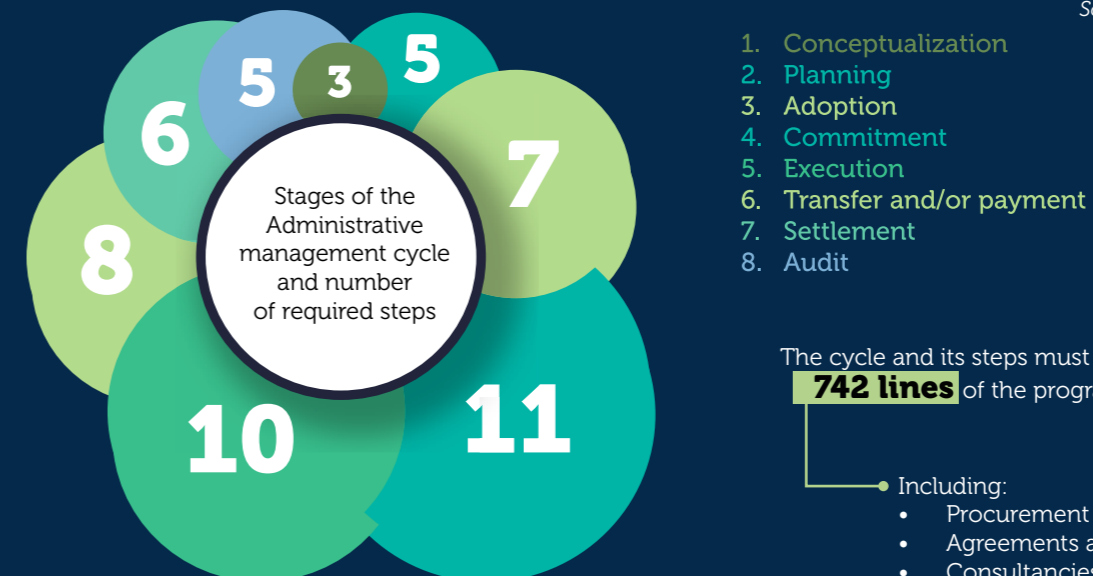 5
3
5
7
6
8
10
11
Stages of the
Administrative
management cycle
and number
of required steps
1. Conceptualization
2. Planning
3. Adoption
4. Commitment
5. Execution
6. Transfer and/or payment
7. Settlement
8. Audit
The cycle and its steps must
742 lines of the
Including:
• Procurement
• Agreements
• Consultancies